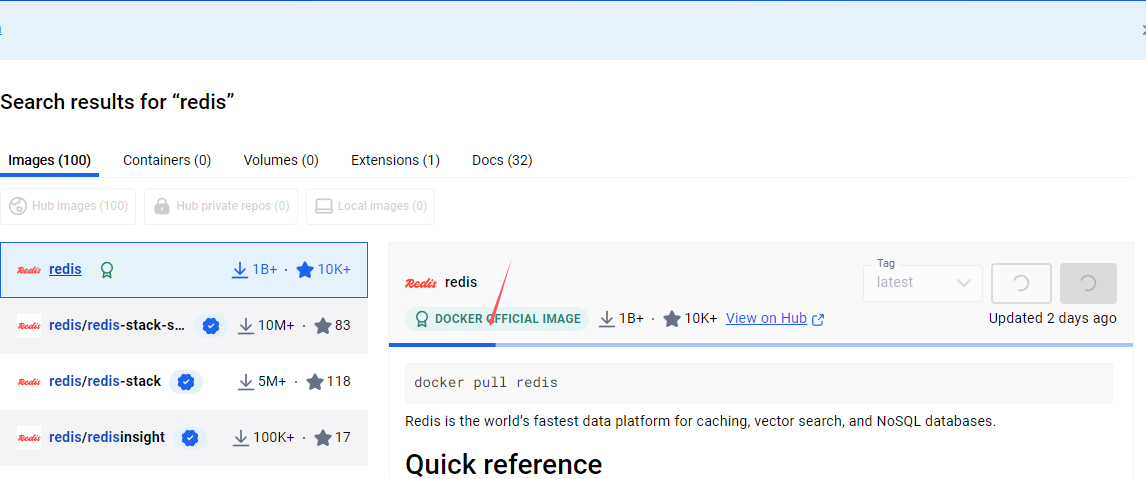 Search results for “redis”
Images (100) Containers (0) Volumes (0) Extensions (1) Docs (32)
Hub images (100) Hub private repos (0) Local images (0)
Redis redis 1B+ · 10K+
Redis redis/redis-stack-s... 10M+ · 83
Redis redis/redis-stack 5M+ · 118
Redis redis/redisinsight 100K+ · 17
Redis redis
Tag
latest
DOCKER OFFICIAL IMAGE 1B+ · 10K+ View on Hub Updated 2 days ago
docker pull redis
Redis is the world’s fastest data platform for caching, vector search, and NoSQL databases.
Quick reference